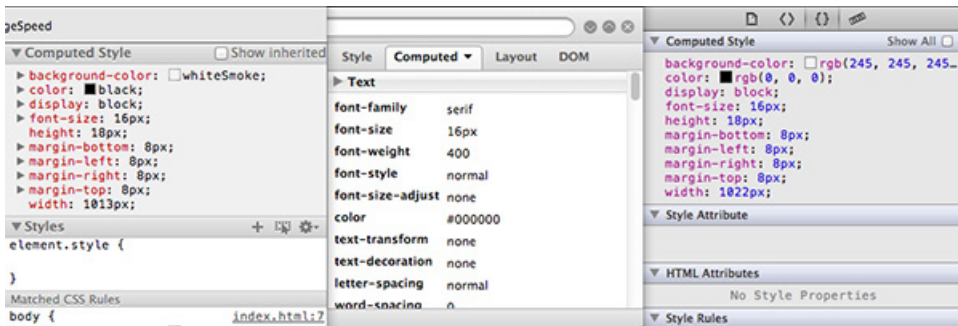 geSpeed
▼ Computed Style Show inherited
▶ background-color: whiteSmoke;
▶ color: black;
▶ display: block;
▶ font-size: 16px;
height: 18px;
▶ margin-bottom: 8px;
▶ margin-left: 8px;
▶ margin-right: 8px;
▶ margin-top: 8px;
width: 1013px;
▼ Styles
element.style {
}
Matched CSS Rules
body { index.html:7
Style Computed ▼ Layout DOM
▶ Text
font-family serif
font-size 16px
font-weight 400
font-style normal
font-size-adjust none
color #000000
text-transform none
text-decoration none
letter-spacing normal
word-spacing 0
▼ Computed Style Show All
background-color: rgb(245, 245, 245…
color: rgb(0, 0, 0);
display: block;
font-size: 16px;
height: 18px;
margin-bottom: 8px;
margin-left: 8px;
margin-right: 8px;
margin-top: 8px;
width: 1022px;
▼ Style Attribute
▼ HTML Attributes
No Style Properties
▼ Style Rules